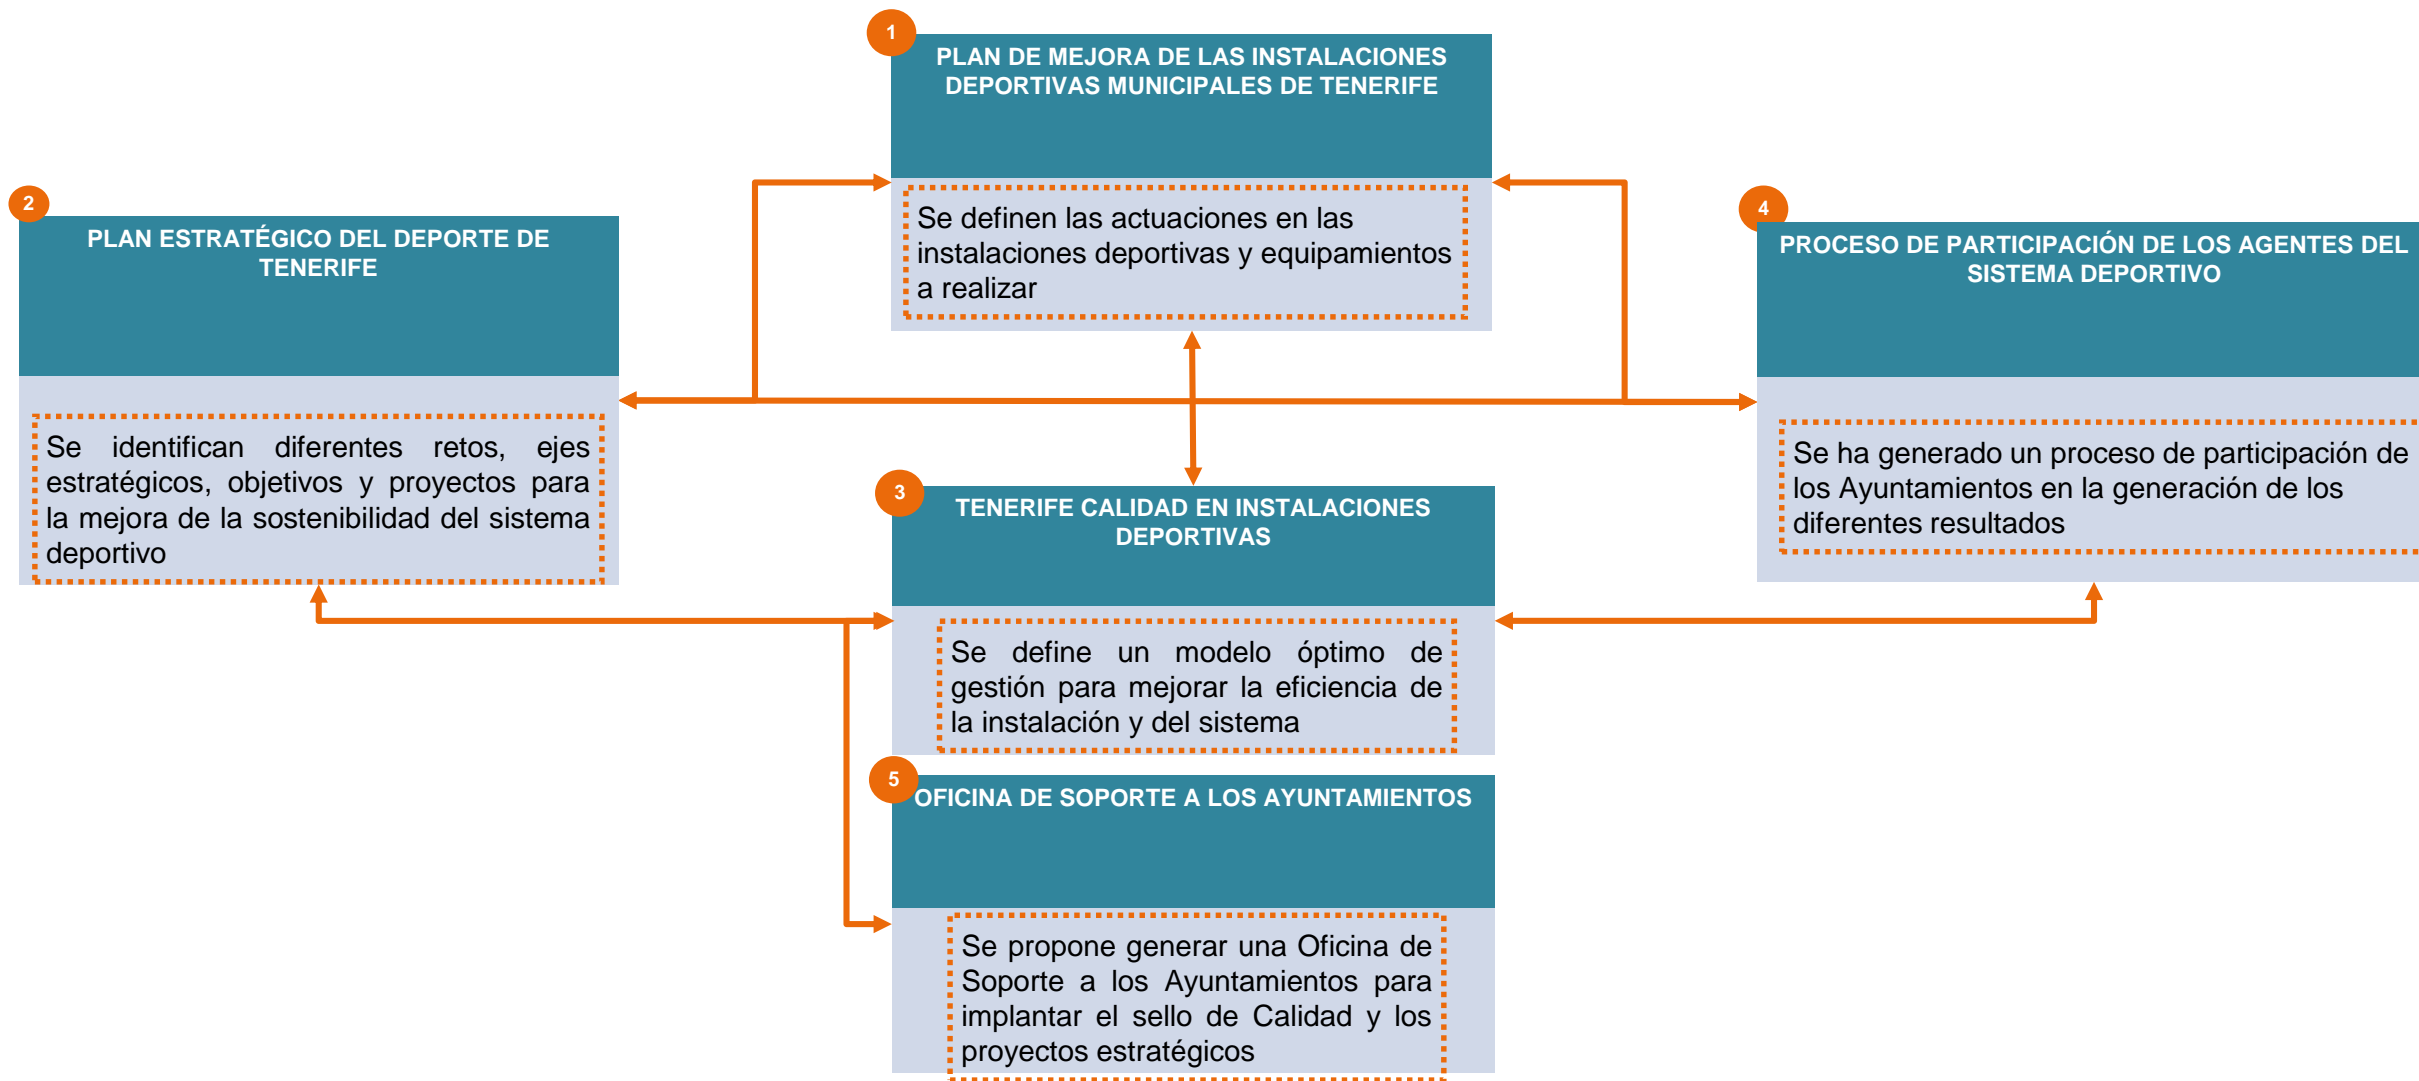 1
PLAN DE MEJORA DE LAS INSTALACIONES
DEPORTIVAS MUNICIPALES DE TENERIFE
Se definen las actuaciones en las
instalaciones deportivas y equipamientos
a realizar
2
PLAN ESTRATÉGICO DEL DEPORTE DE
TENERIFE
Se identifican diferentes retos, ejes
estratégicos, objetivos y proyectos para
la mejora de la sostenibilidad del sistema
deportivo
3
TENERIFE CALIDAD EN INSTALACIONES
DEPORTIVAS
Se define un modelo óptimo de
gestión para mejorar la eficiencia de
la instalación y del sistema
4
PROCESO DE PARTICIPACIÓN DE LOS AGENTES DEL
SISTEMA DEPORTIVO
Se ha generado un proceso de participación de
los Ayuntamientos en la generación de los
diferentes resultados
5
OFICINA DE SOPORTE A LOS AYUNTAMIENTOS
Se propone generar una Oficina de
Soporte a los Ayuntamientos para
implantar el sello de Calidad y los
proyectos estratégicos